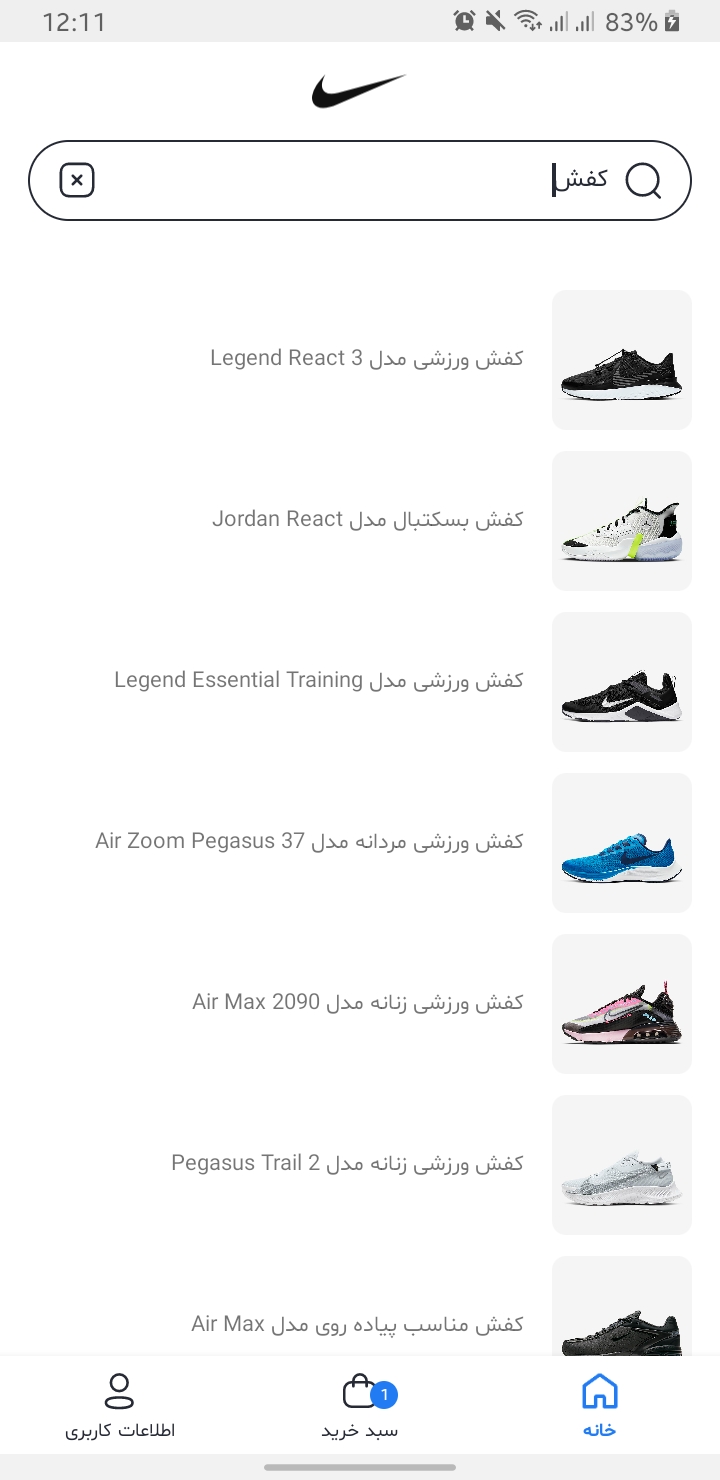 12:11
83%
کفش
کفش ورزشی مدل Legend React 3
کفش بسکتبال مدل Jordan React
کفش ورزشی مدل Legend Essential Training
کفش ورزشی مردانه مدل Air Zoom Pegasus 37
کفش ورزشی زنانه مدل Air Max 2090
کفش ورزشی زنانه مدل Pegasus Trail 2
کفش مناسب پیاده روی مدل Air Max
1
خانه
سبد خرید
اطلاعات کاربری